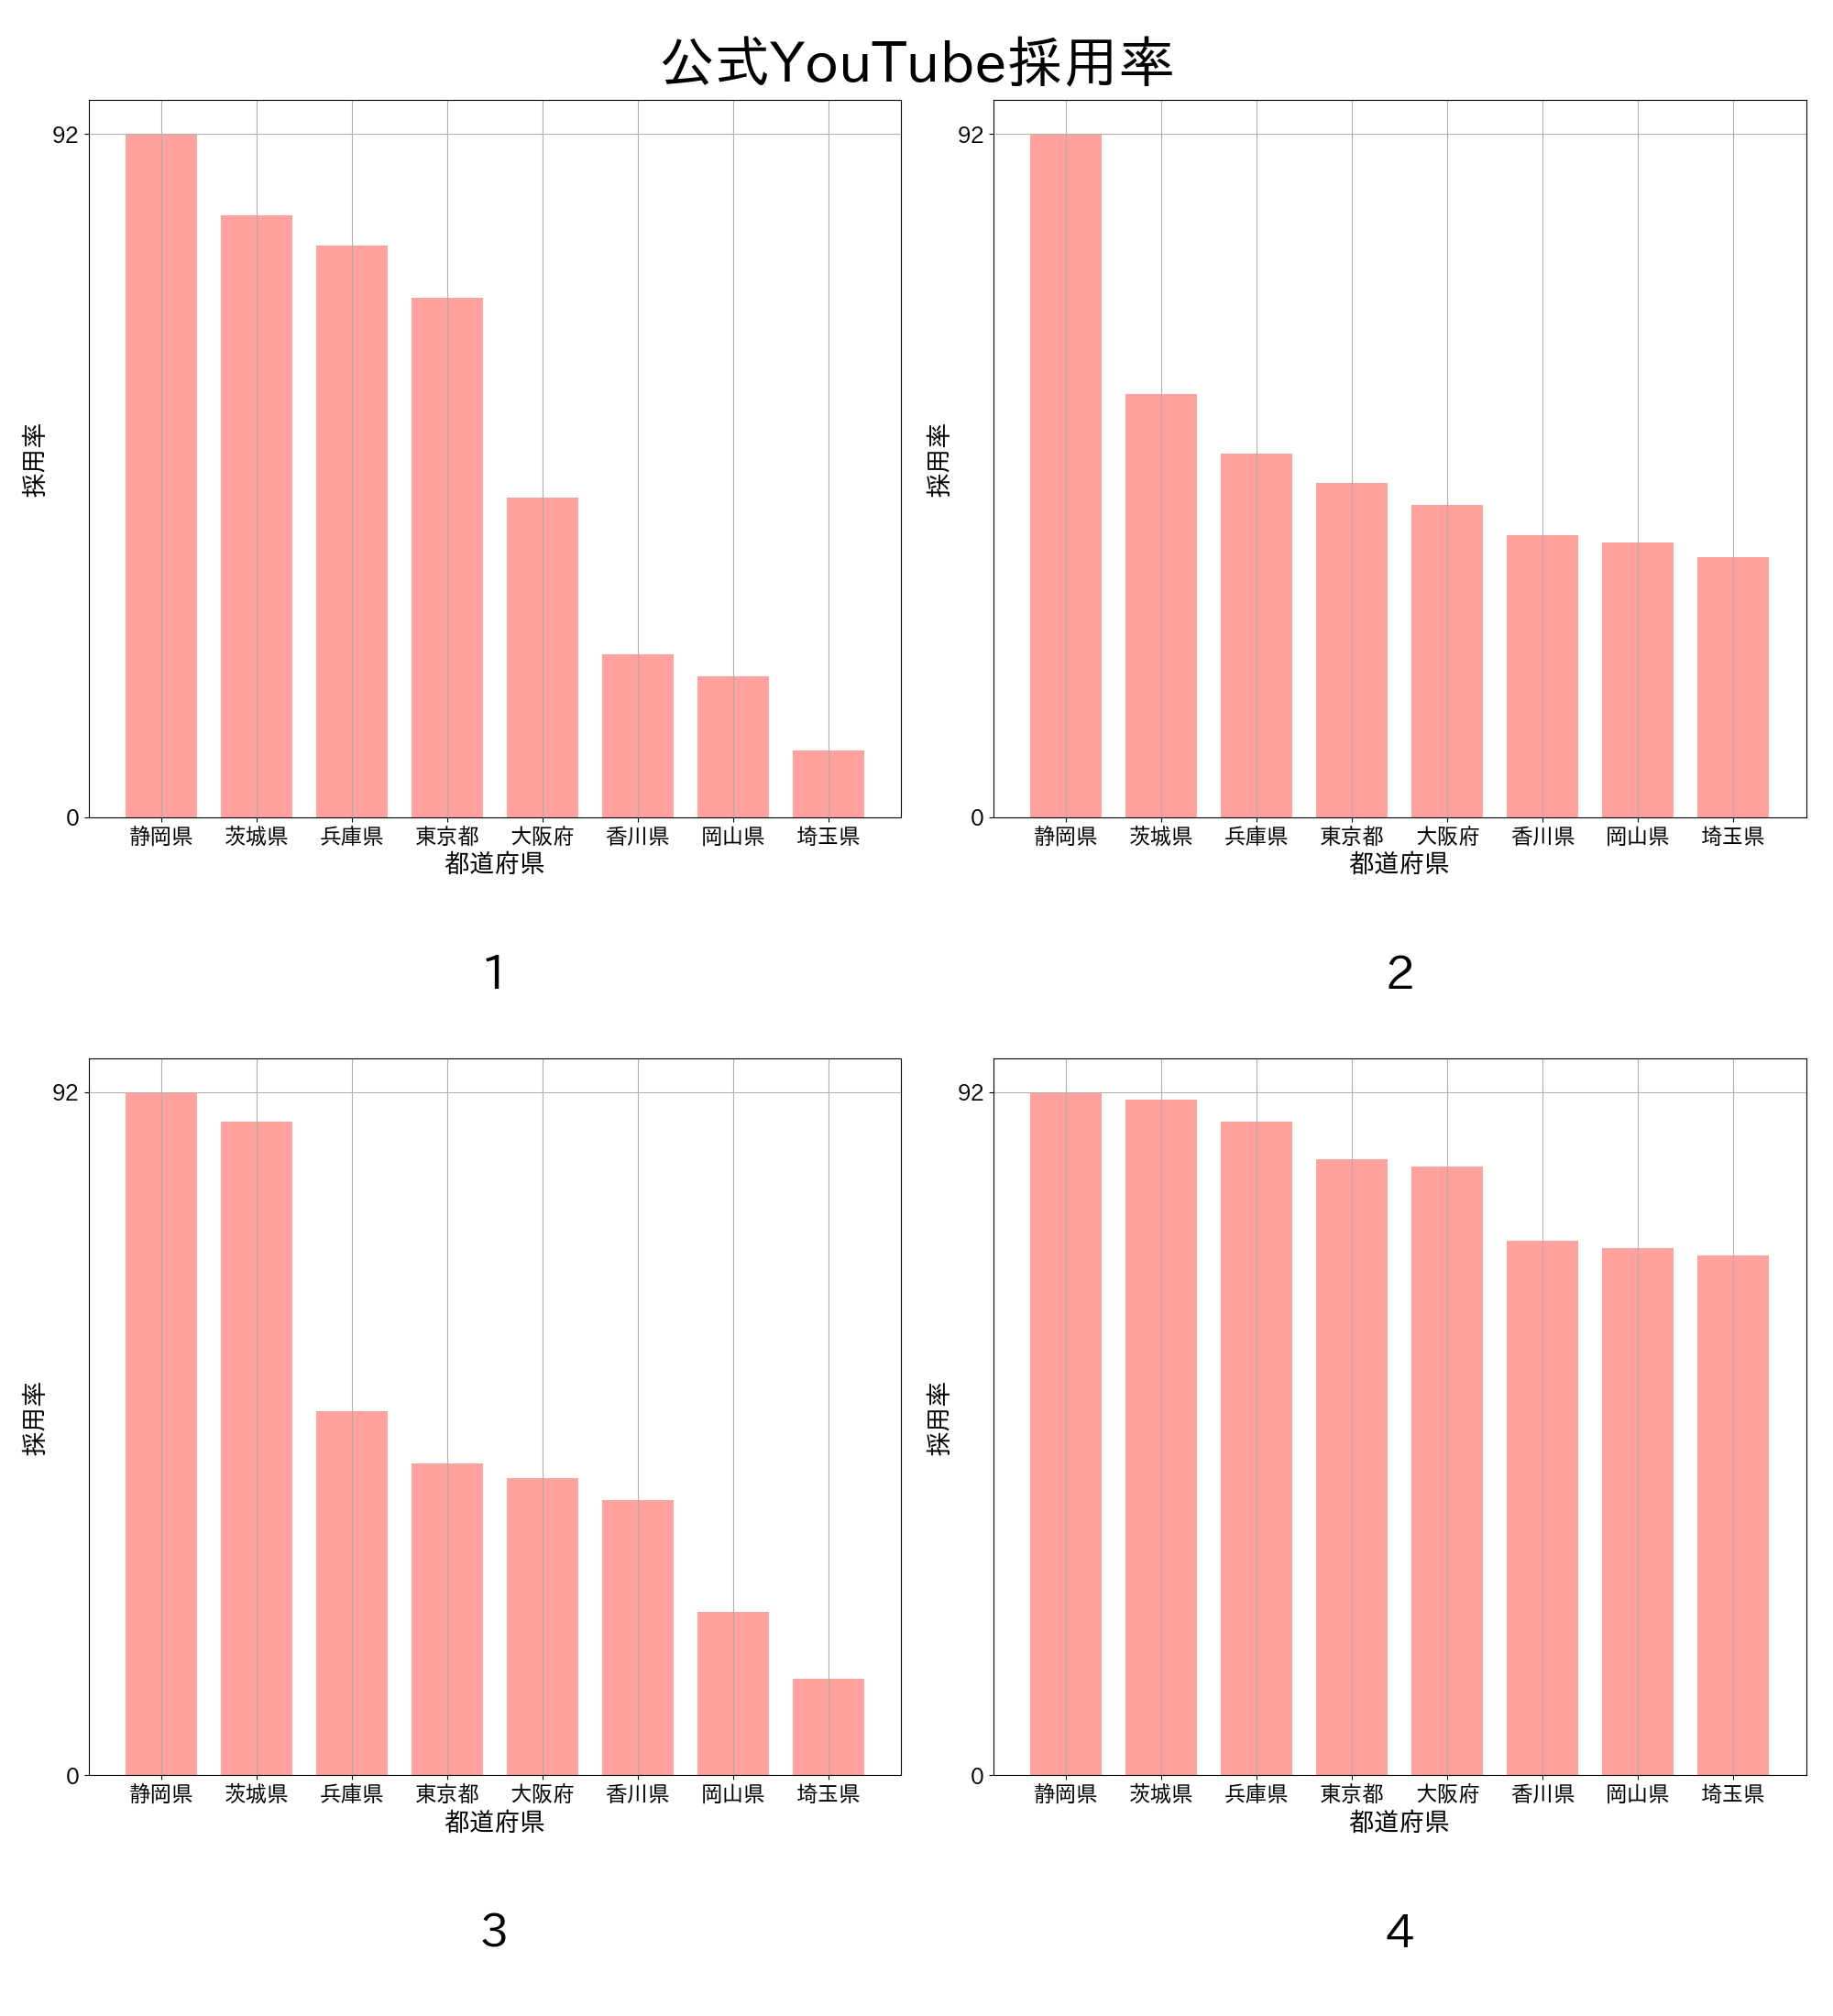 公式YouTube採用率
92
0
採用率
静岡県 茨城県 兵庫県 東京都 大阪府 香川県 岡山県 埼玉県
都道府県
1
92
0
採用率
静岡県 茨城県 兵庫県 東京都 大阪府 香川県 岡山県 埼玉県
都道府県
2
92
0
採用率
静岡県 茨城県 兵庫県 東京都 大阪府 香川県 岡山県 埼玉県
都道府県
3
92
0
採用率
静岡県 茨城県 兵庫県 東京都 大阪府 香川県 岡山県 埼玉県
都道府県
4